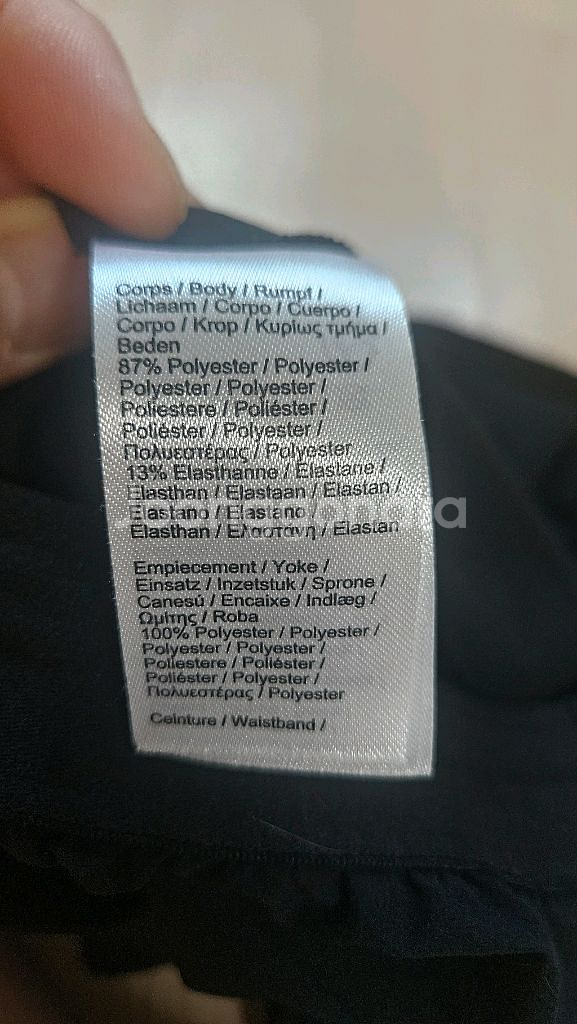 Corps / Body / Rumpf /
Lichaam / Corpo / Cuerpo /
Corpo / Krop / Κυρίως τμήμα /
Beden
87% Polyester / Polyester /
Polyester / Polyester /
Poliestere / Poliéster /
Poliéster / Polyester /
Πολυεστέρας / Polyester
13% Elasthanne / Elastane /
Elasthan / Elastaan / Elastan /
Elastano / Elastano /
Elasthan / Ελαστάνη / Elastan
Empiecement / Yoke /
Einsatz / Inzetstuk / Sprone /
Canesú / Encaixe / Indlæg /
Ωμίτης / Roba
100% Polyester / Polyester /
Polyester / Polyester /
Poliestere / Poliéster /
Poliéster / Polyester /
Πολυεστέρας / Polyester
Ceinture / Waistband /